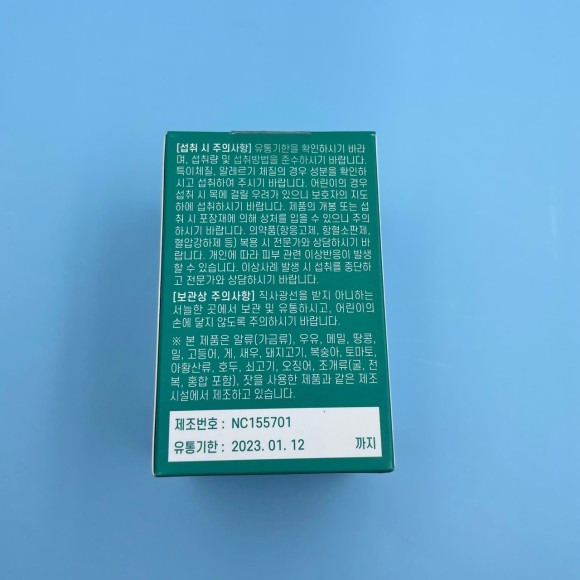 [섭취 시 주의사항] 유통기한을 확인하시기 바라
며, 섭취량 및 섭취방법을 준수하시기 바랍니다.
특이체질, 알레르기 체질의 경우 성분을 확인하
시고 섭취하여 주시기 바랍니다. 어린이의 경우
섭취 시 목에 걸릴 우려가 있으니 보호자의 지도
하에 섭취하시기 바랍니다. 제품의 개봉 또는 섭
취 시 포장재에 의해 상처를 입을 수 있으니 주의
하시기 바랍니다. 의약품(항응고제, 항혈소판제,
혈압강하제 등) 복용 시 전문가와 상담하시기 바
랍니다. 개인에 따라 피부 관련 이상반응이 발생
할 수 있습니다. 이상사례 발생 시 섭취를 중단하
고 전문가와 상담하시기 바랍니다.
[보관상 주의사항] 직사광선을 받지 아니하는
서늘한 곳에서 보관 및 유통하시고, 어린이의
손에 닿지 않도록 주의하시기 바랍니다.
※ 본 제품은 알류(가금류), 우유, 메밀, 땅콩,
밀, 고등어, 게, 새우, 돼지고기, 복숭아, 토마토,
아황산류, 호두, 쇠고기, 오징어, 조개류(굴, 전
복, 홍합 포함), 잣을 사용한 제품과 같은 제조
시설에서 제조하고 있습니다.
제조번호 : NC155701
유통기한 : 2023. 01. 12 까지